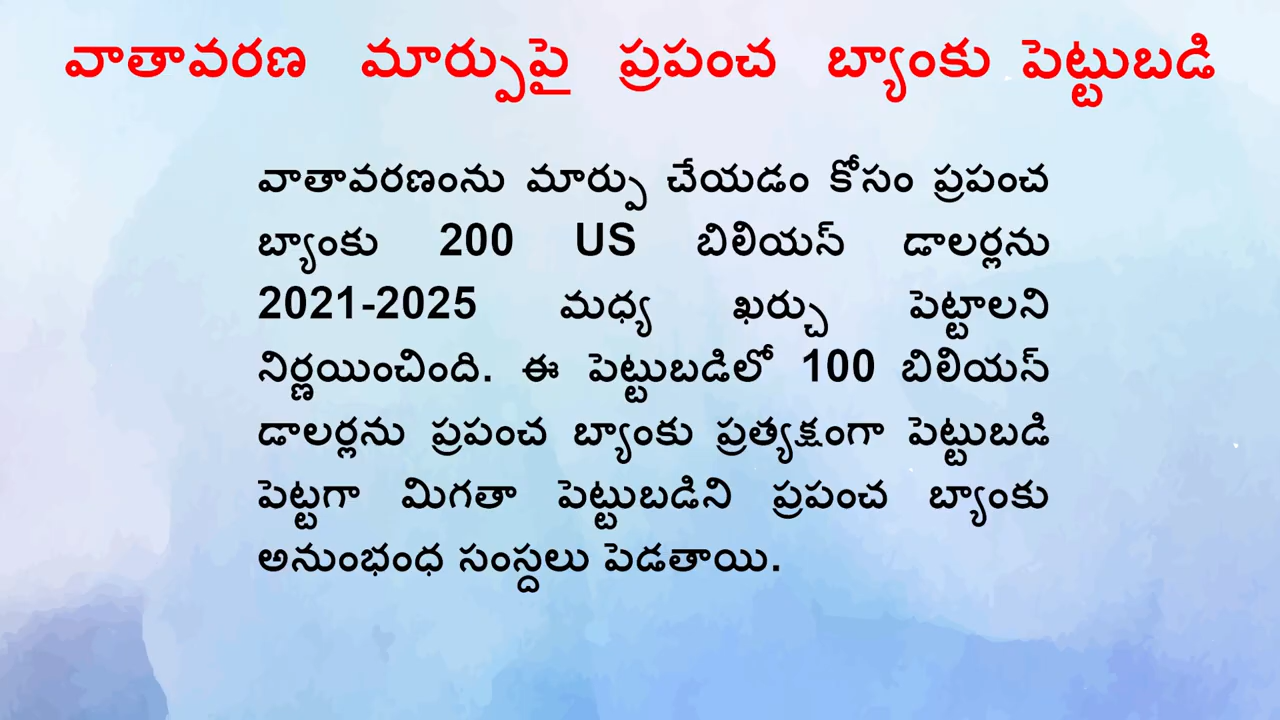 వాతావరణ మార్పుపై ప్రపంచ బ్యాంకు పెట్టుబడి
వాతావరణంను మార్పు చేయడం కోసం ప్రపంచ
బ్యాంకు 200 US బిలియస్ డాలర్లను
2021-2025 మధ్య ఖర్చు పెట్టాలని
నిర్ణయించింది. ఈ పెట్టుబడిలో 100 బిలియస్
డాలర్లను ప్రపంచ బ్యాంకు ప్రత్యక్షంగా పెట్టుబడి
పెట్టగా మిగతా పెట్టుబడిని ప్రపంచ బ్యాంకు
అనుంభంధ సంస్దలు పెడతాయి.